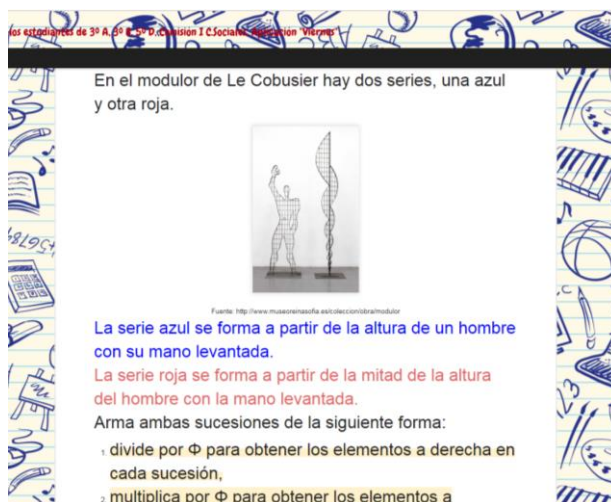 los estudiantes de 3º A, 3º B, 5º D. Comisión I C.Sociales. Aplicación "Viernes"
En el modulor de Le Cobusier hay dos series, una azul
y otra roja.
Fuente: http://www.museoreinasofia.es/coleccion/obra/modulor
La serie azul se forma a partir de la altura de un hombre
con su mano levantada.
La serie roja se forma a partir de la mitad de la altura
del hombre con la mano levantada.
Arma ambas sucesiones de la siguiente forma:
1. divide por Φ para obtener los elementos a derecha en
cada sucesión,
2. multiplica por Φ para obtener los elementos a